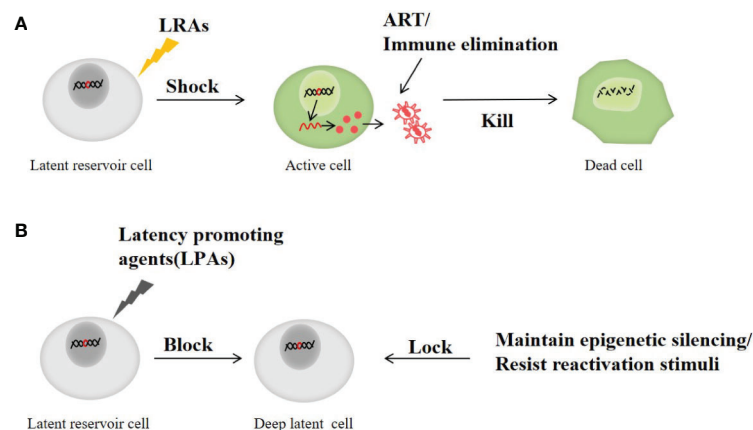 A
LRAs
ART/
Immune elimination
Shock
Kill
Latent reservoir cell
Active cell
Dead cell
B
Latency promoting
agents(LPAs)
Block
Lock
Maintain epigenetic silencing/
Resist reactivation stimuli
Latent reservoir cell
Deep latent cell